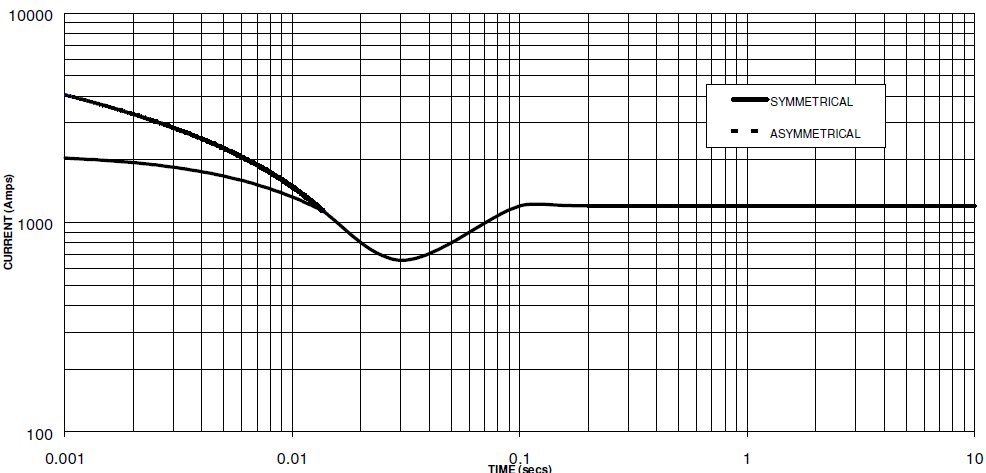 10000
1000
100
CURRENT (Amps)
SYMMETRICAL
ASYMMETRICAL
0.001
0.01
0.1
1
10
TIME (secs)